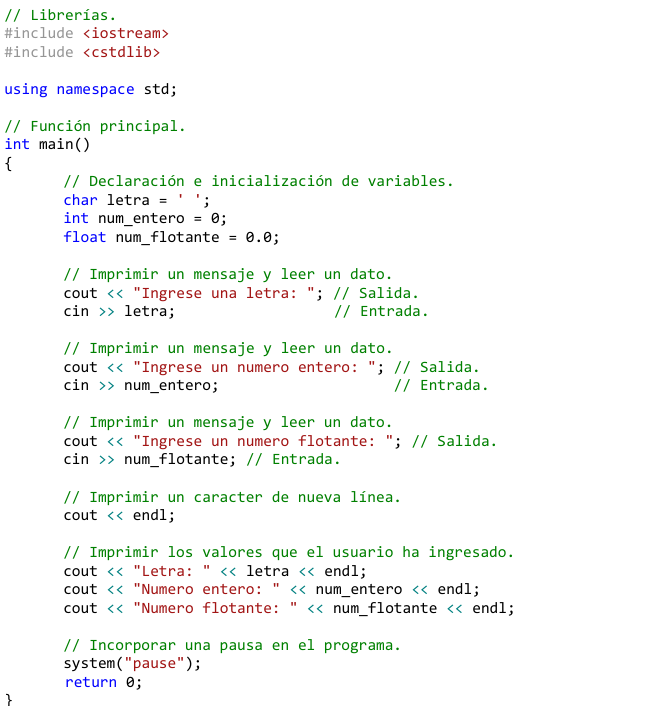 // Librerías.
#include <iostream>
#include <cstdlib>
using namespace std;
// Función principal.
int main()
{
// Declaración e inicialización de variables.
char letra = ' ';
int num_entero = 0;
float num_flotante = 0.0;
// Imprimir un mensaje y leer un dato.
cout << "Ingrese una letra: "; // Salida.
cin >> letra; // Entrada.
// Imprimir un mensaje y leer un dato.
cout << "Ingrese un numero entero: "; // Salida.
cin >> num_entero; // Entrada.
// Imprimir un mensaje y leer un dato.
cout << "Ingrese un numero flotante: "; // Salida.
cin >> num_flotante; // Entrada.
// Imprimir un caracter de nueva línea.
cout << endl;
// Imprimir los valores que el usuario ha ingresado.
cout << "Letra: " << letra << endl;
cout << "Numero entero: " << num_entero << endl;
cout << "Numero flotante: " << num_flotante << endl;
// Incorporar una pausa en el programa.
system("pause");
return 0;
}